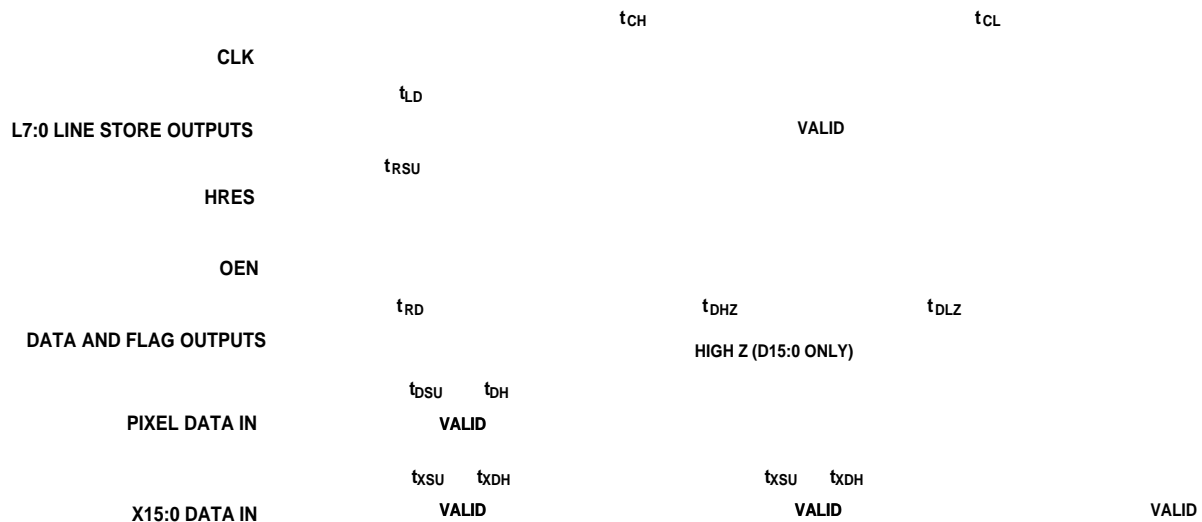 tCH tCL
CLK
tLD
L7:0 LINE STORE OUTPUTS VALID
tRSU
HRES
OEN
tRD tDHZ tDLZ
DATA AND FLAG OUTPUTS
HIGH Z (D15:0 ONLY)
tDSU tDH
PIXEL DATA IN VALID
tXSU tXDH tXSU tXDH
X15:0 DATA IN VALID VALID VALID